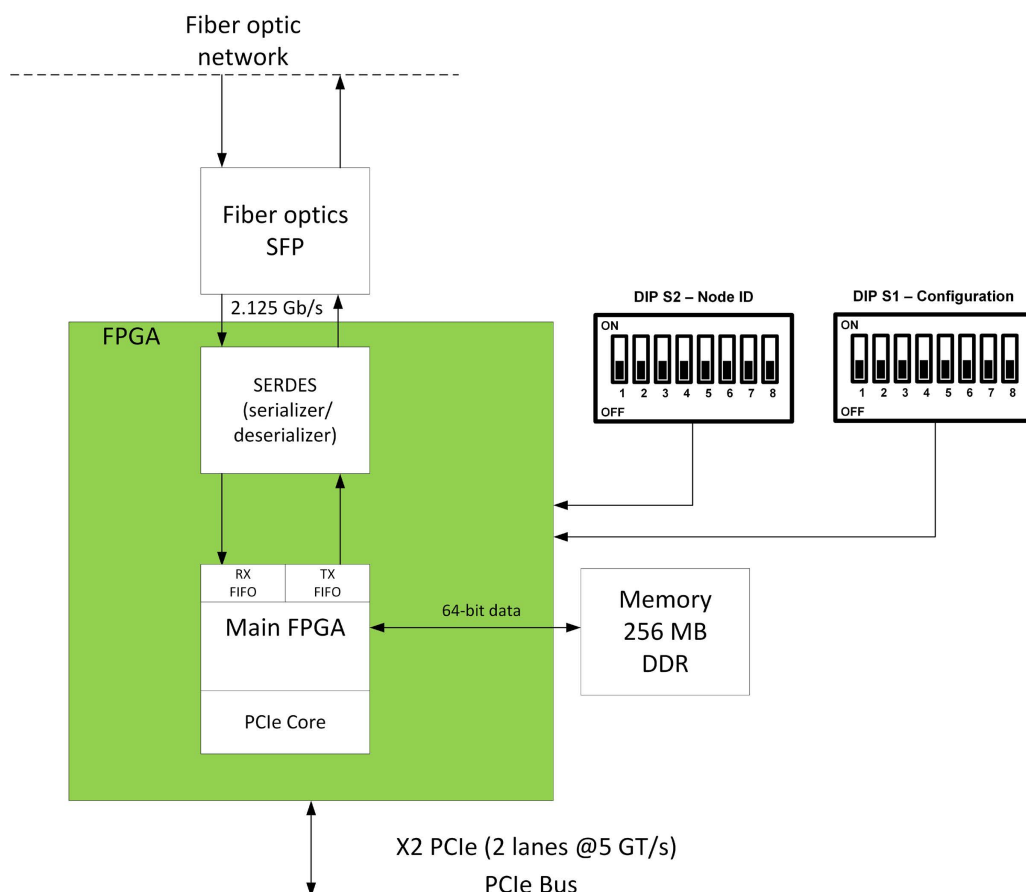 Fiber optic
network
Fiber optics
SFP
2.125 Gb/s
FPGA
SERDES
(serializer/
deserializer)
DIP S2 – Node ID
ON
1 2 3 4 5 6 7 8
OFF
DIP S1 – Configuration
ON
1 2 3 4 5 6 7 8
OFF
RX
FIFO
TX
FIFO
Main FPGA
64-bit data
Memory
256 MB
DDR
PCIe Core
X2 PCIe (2 lanes @5 GT/s)
PCIe Bus